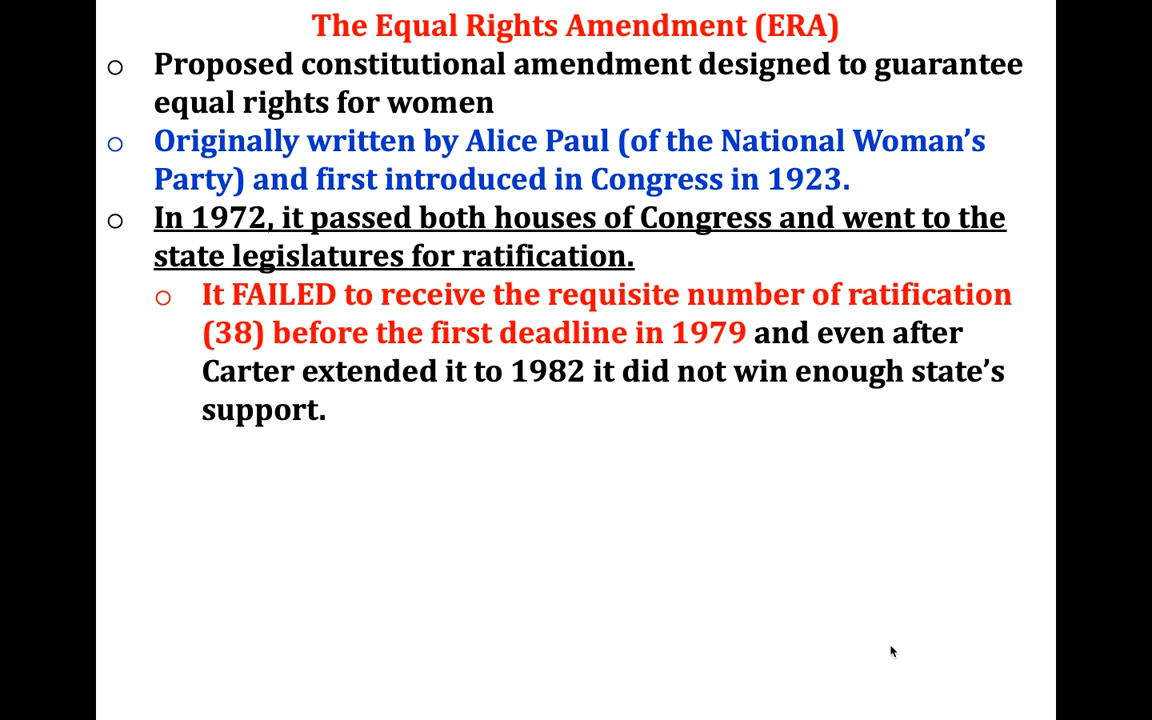 The Equal Rights Amendment (ERA)
o Proposed constitutional amendment designed to guarantee
equal rights for women
o Originally written by Alice Paul (of the National Woman’s
Party) and first introduced in Congress in 1923.
o In 1972, it passed both houses of Congress and went to the
state legislatures for ratification.
o It FAILED to receive the requisite number of ratification
(38) before the first deadline in 1979 and even after
Carter extended it to 1982 it did not win enough state’s
support.